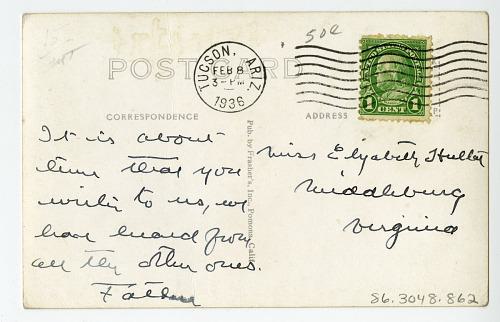 50¢
TUCSON, ARIZ.
FEB 8
3 - PM
1936
POST CARD
1 CENT 1
CORRESPONDENCE
ADDRESS
It is about
time that you
write to us, we
have heard from
all the other ones.
Father
Pub. by Frasher's, Inc., Pomona, Calif.
Miss Elizabeth
Middleburg
Virginia
86.3048.862